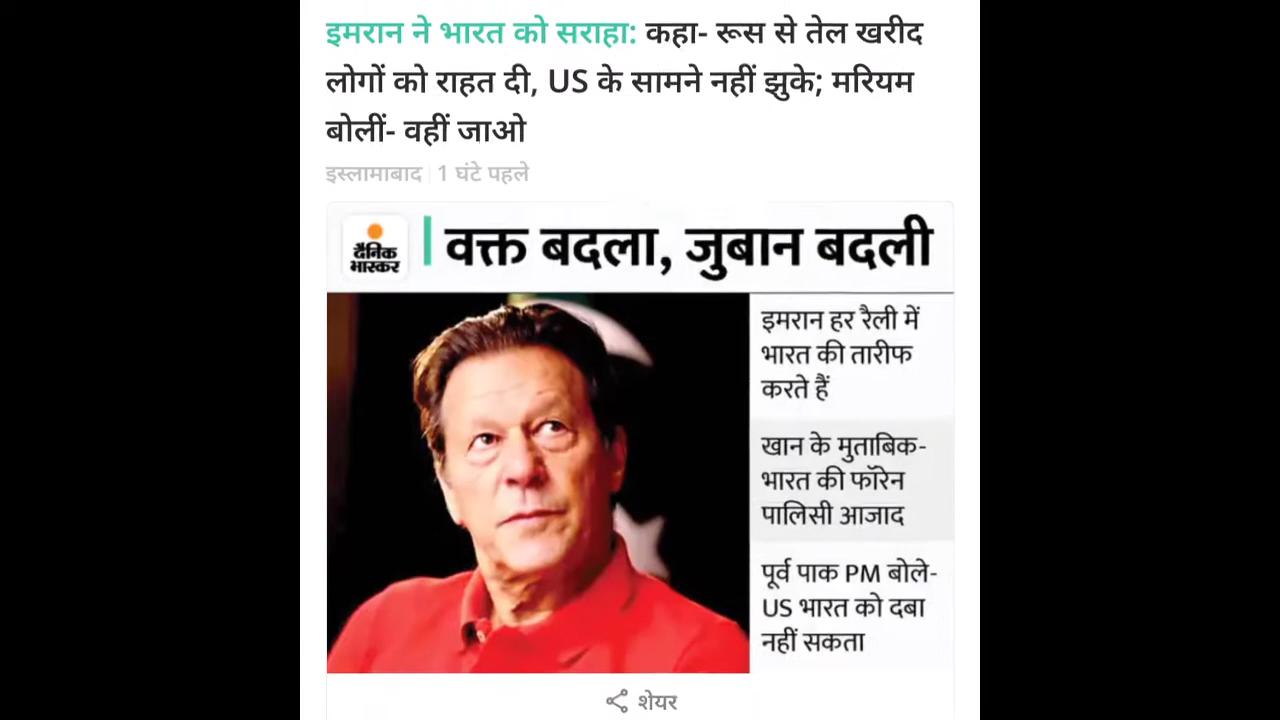 इमरान ने भारत को सराहा: कहा- रूस से तेल खरीद
लोगों को राहत दी, US के सामने नहीं झुके; मरियम
बोलीं- वहीं जाओ
इस्लामाबाद | 1 घंटे पहले
दैनिक
भास्कर
वक्त बदला, जुबान बदली
इमरान हर रैली में
भारत की तारीफ
करते हैं
खान के मुताबिक-
भारत की फॉरेन
पालिसी आजाद
पूर्व पाक PM बोले-
US भारत को दबा
नहीं सकता
शेयर